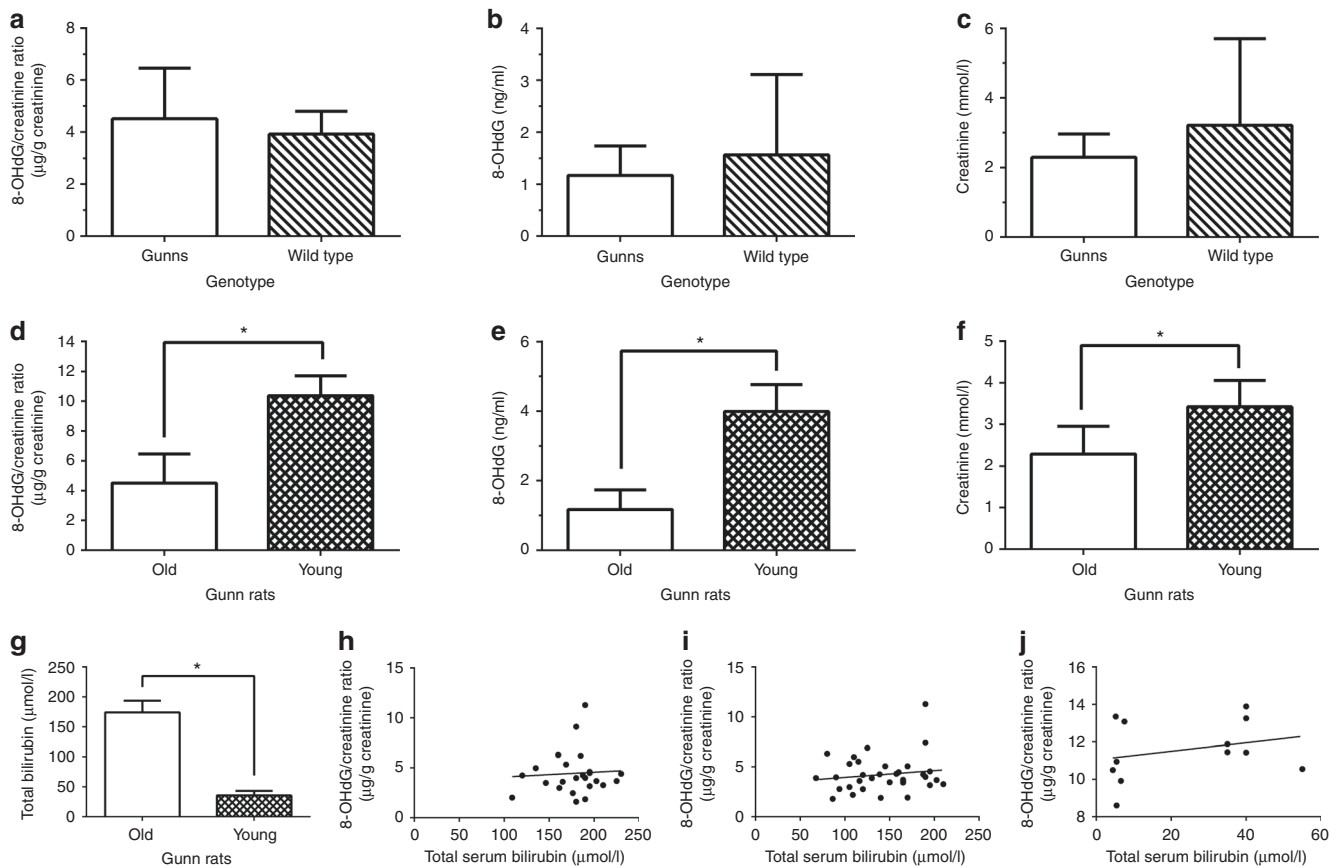 a
8-OHdG/creatinine ratio
(µg/g creatinine)
8
6
4
2
0
Gunns
Wild type
Genotype
b
8-OHdG (ng/ml)
4
3
2
1
0
Gunns
Wild type
Genotype
c
Creatinine (mmol/l)
6
4
2
0
Gunns
Wild type
Genotype
d
8-OHdG/creatinine ratio
(µg/g creatinine)
14
12
10
8
6
4
2
0
*
Old
Young
Gunn rats
e
8-OHdG (ng/ml)
6
4
2
0
*
Old
Young
Gunn rats
f
Creatinine (mmol/l)
5
4
3
2
1
0
*
Old
Young
Gunn rats
g
Total bilirubin (µmol/l)
250
200
150
100
50
0
*
Old
Young
Gunn rats
h
8-OHdG/creatinine ratio
(µg/g creatinine)
15
10
5
0
0 50 100 150 200 250
Total serum bilirubin (µmol/l)
i
8-OHdG/creatinine ratio
(µg/g creatinine)
15
10
5
0
0 50 100 150 200 250
Total serum bilirubin (µmol/l)
j
8-OHdG/creatinine ratio
(µg/g creatinine)
16
14
12
10
8
0 20 40 60
Total serum bilirubin (µmol/l)